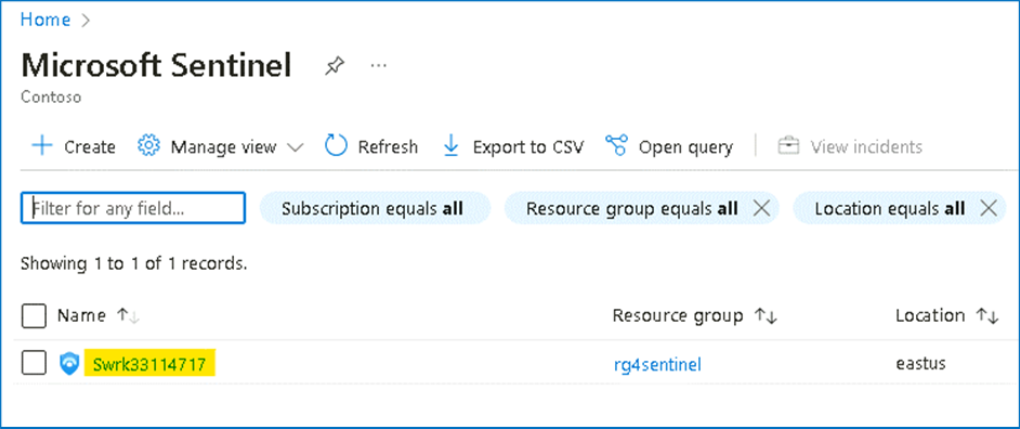 Home >
Microsoft Sentinel ...
Contoso
+ Create Manage view Refresh Export to CSV Open query View incidents
Filter for any field... Subscription equals all Resource group equals all Location equals all
Showing 1 to 1 of 1 records.
Name Resource group Location
Swrk33114717 rg4sentinel eastus